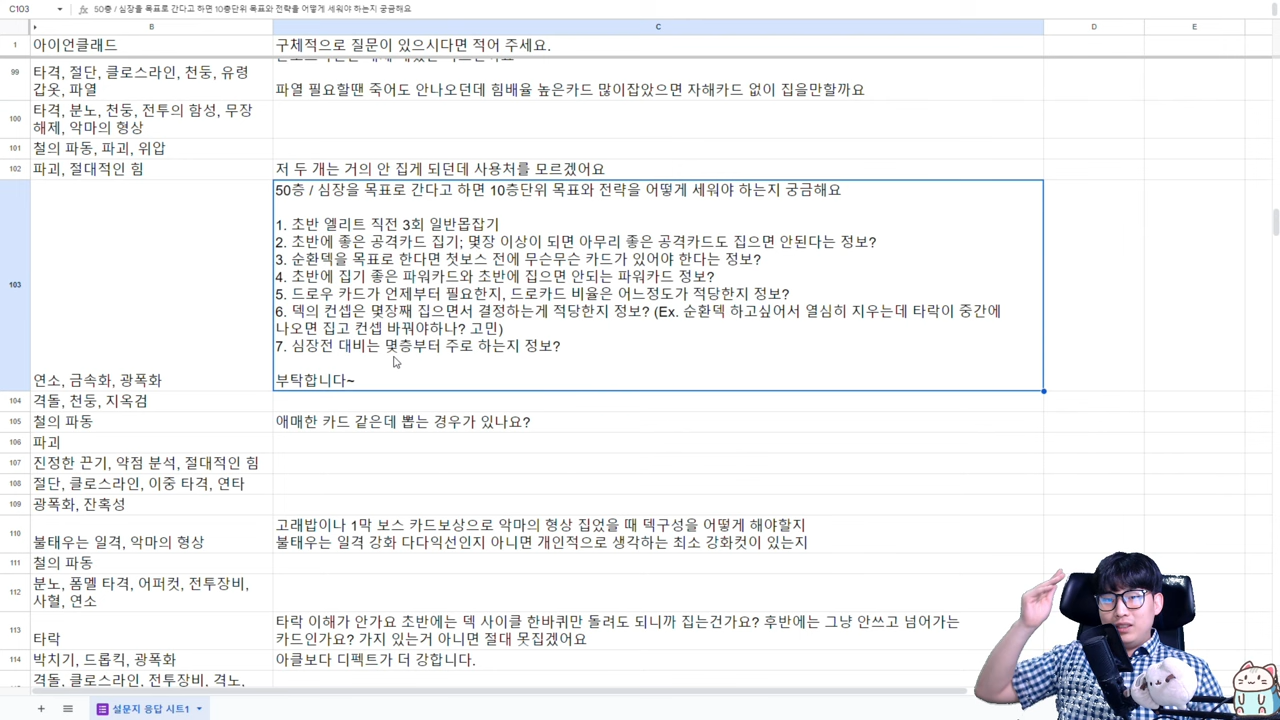 C103 fx 50층 / 심장을 목표로 간다고 하면 10층단위 목표와 전략을 어떻게 세워야 하는지 궁금해요
B C D E
1 아이언클래드 구체적으로 질문이 있으시다면 적어 주세요.
99 타격, 절단, 클로스라인, 천둥, 유령
갑옷, 파열 파열 필요할땐 죽어도 안나오던데 힘배율 높은카드 많이잡았으면 자해카드 없이 집을만할까요
100 타격, 분노, 천둥, 전투의 함성, 무장
해제, 악마의 형상
101 철의 파동, 파괴, 위압
102 파괴, 절대적인 힘 저 두 개는 거의 안 집게 되던데 사용처를 모르겠어요
50층 / 심장을 목표로 간다고 하면 10층단위 목표와 전략을 어떻게 세워야 하는지 궁금해요
1. 초반 엘리트 직전 3회 일반몹잡기
2. 초반에 좋은 공격카드 집기; 몇장 이상이 되면 아무리 좋은 공격카드도 집으면 안된다는 정보?
3. 순환덱을 목표로 한다면 첫보스 전에 무슨무슨 카드가 있어야 한다는 정보?
4. 초반에 집기 좋은 파워카드와 초반에 집으면 안되는 파워카드 정보?
103
5. 드로우 카드가 언제부터 필요한지, 드로카드 비율은 어느정도가 적당한지 정보?
6. 덱의 컨셉은 몇장째 집으면서 결정하는게 적당한지 정보? (Ex. 순환덱 하고싶어서 열심히 지우는데 타락이 중간에
나오면 집고 컨셉 바꿔야하나? 고민)
7. 심장전 대비는 몇층부터 주로 하는지 정보?
연소, 금속화, 광폭화 부탁합니다~
104 격돌, 천둥, 지옥검
105 철의 파동 애매한 카드 같은데 뽑는 경우가 있나요?
106 파괴
107 진정한 끈기, 약점 분석, 절대적인 힘
108 절단, 클로스라인, 이중 타격, 연타
109 광폭화, 잔혹성
110 고래밥이나 1막 보스 카드보상으로 악마의 형상 집었을 때 덱구성을 어떻게 해야할지
불태우는 일격, 악마의 형상 불태우는 일격 강화 다다익선인지 아니면 개인적으로 생각하는 최소 강화컷이 있는지
111 철의 파동
112 분노, 폼멜 타격, 어퍼컷, 전투장비,
사혈, 연소
113 타락 이해가 안가요 초반에는 덱 사이클 한바퀴만 돌려도 되니까 집는건가요? 후반에는 그냥 안쓰고 넘어가는
타락 카드인가요? 가지 있는거 아니면 절대 못집겠어요
114 박치기, 드롭킥, 광폭화 아클보다 디펙트가 더 강합니다.
격돌, 클로스라인, 전투장비, 격노,
설문지 응답 시트1